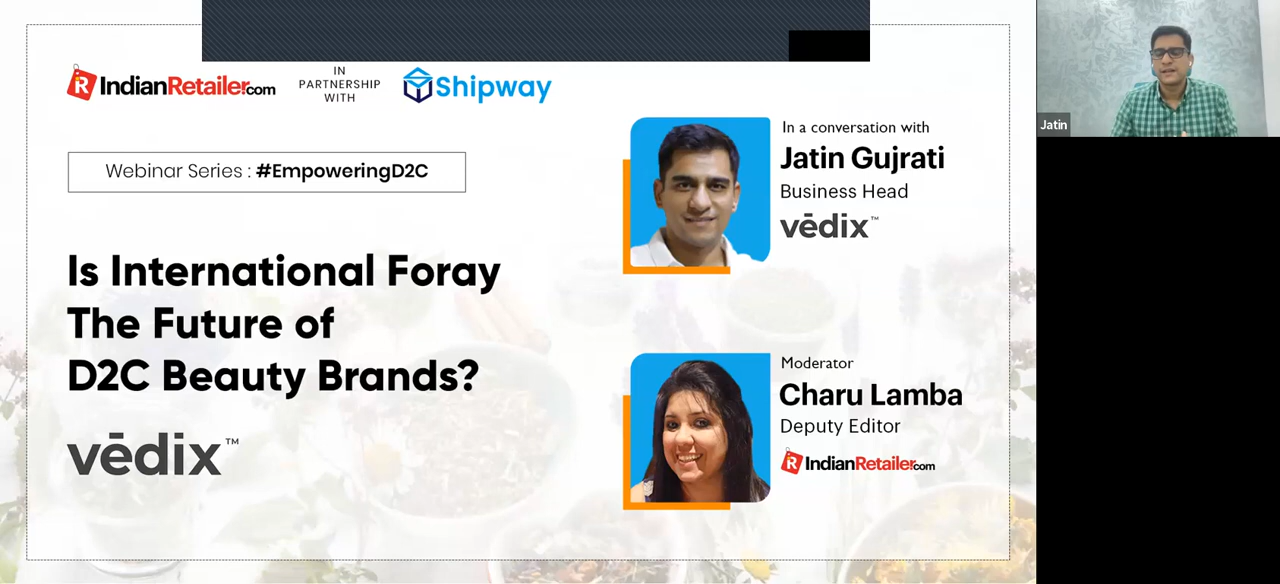 IndianRetailer.com
IN
PARTNERSHIP
WITH
Shipway
Webinar Series : #EmpoweringD2C
Is International Foray
The Future of
D2C Beauty Brands?
vēdix™
In a conversation with
Jatin Gujrati
Business Head
vēdix™
Moderator
Charu Lamba
Deputy Editor
IndianRetailer.com
Jatin